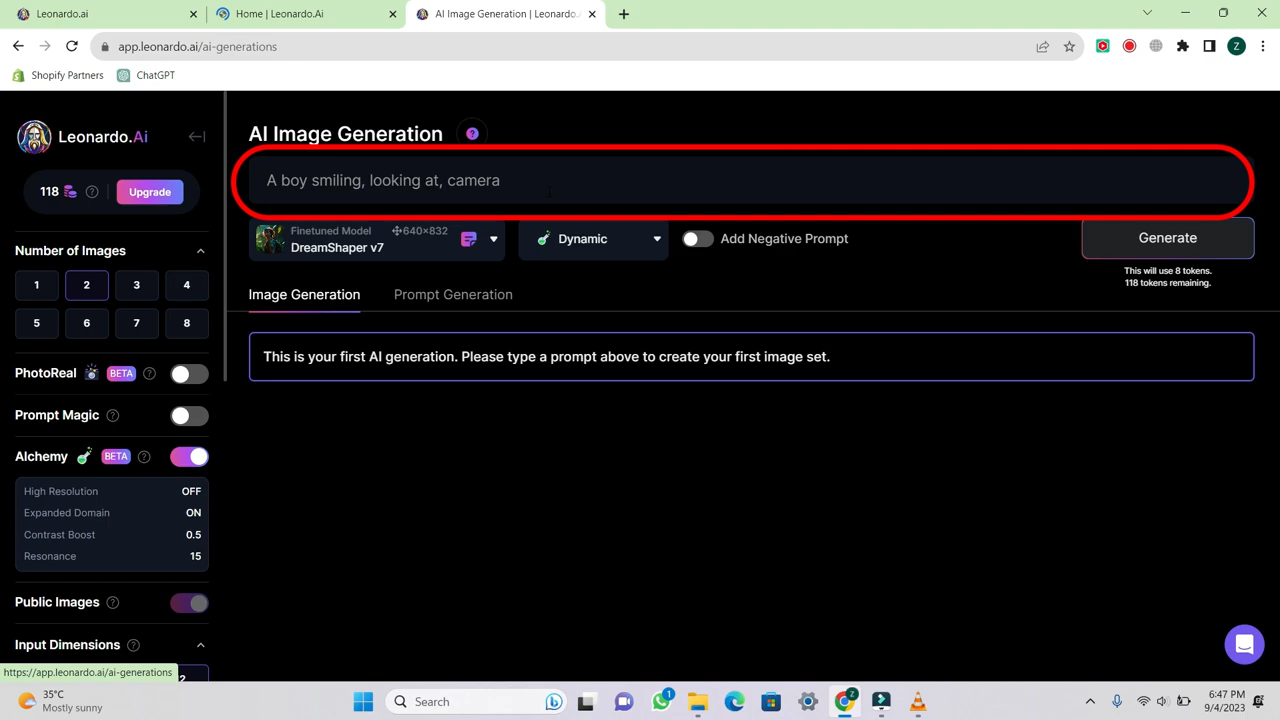 Leonardo.ai
Home | Leonardo.Ai
AI Image Generation | Leonardo.
app.leonardo.ai/ai-generations
Z
Shopify Partners
ChatGPT
Leonardo.Ai
118
?
Upgrade
Number of Images
1
2
3
4
5
6
7
8
PhotoReal
BETA
?
Prompt Magic
?
Alchemy
BETA
?
High Resolution
OFF
Expanded Domain
ON
Contrast Boost
0.5
Resonance
15
Public Images
?
Input Dimensions
?
https://app.leonardo.ai/ai-generations
AI Image Generation
?
A boy smiling, looking at, camera
Finetuned Model
640×832
DreamShaper v7
Dynamic
Add Negative Prompt
Generate
This will use 8 tokens.
118 tokens remaining.
Image Generation
Prompt Generation
This is your first AI generation. Please type a prompt above to create your first image set.
35°C
Mostly sunny
Search
1
Z
6:47 PM
9/4/2023